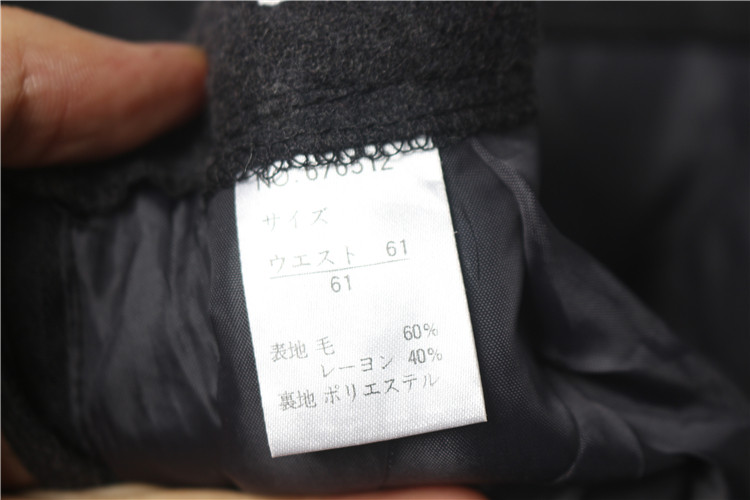 NO. 676512
サイズ
ウエスト 61
61
表地 毛 60%
レーヨン 40%
裏地 ポリエステル